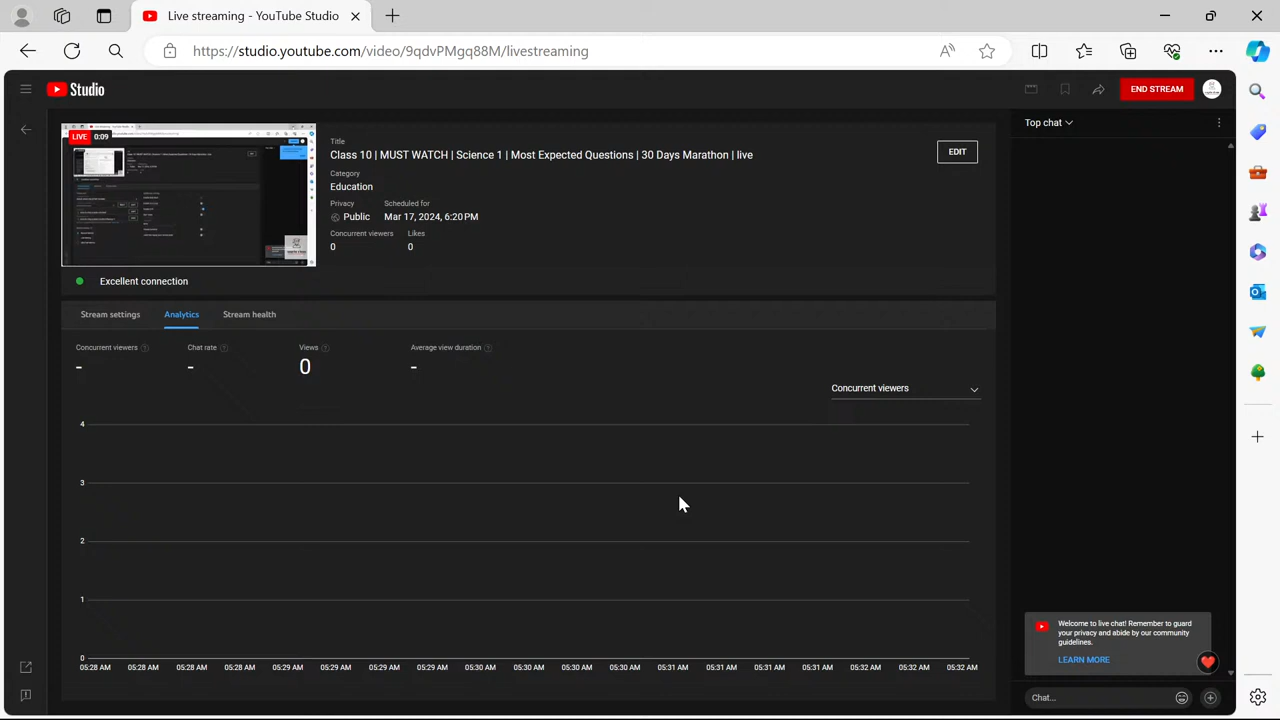 Live streaming - YouTube Studio
https://studio.youtube.com/video/9qdvPMgq88M/livestreaming
Studio
END STREAM
LIVE 0:09
Title
Class 10 | MUST WATCH | Science 1 | Most Expected Questions | 30 Days Marathon | live
EDIT
Category
Education
Privacy Scheduled for
Public Mar 17, 2024, 6:20 PM
Concurrent viewers Likes
0 0
Excellent connection
Top chat
Stream settings Analytics Stream health
Concurrent viewers Chat rate Views Average view duration
- - 0 -
Concurrent viewers
4
3
2
1
0
05:28 AM 05:28 AM 05:28 AM 05:28 AM 05:29 AM 05:29 AM 05:29 AM 05:29 AM 05:30 AM 05:30 AM 05:30 AM 05:30 AM 05:31 AM 05:31 AM 05:31 AM 05:31 AM 05:32 AM 05:32 AM 05:32 AM
Welcome to live chat! Remember to guard
your privacy and abide by our community
guidelines.
LEARN MORE
Chat...